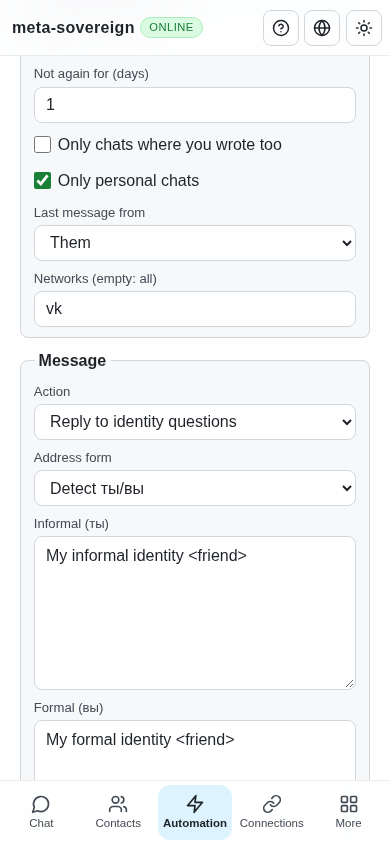 meta-sovereign ONLINE
Not again for (days)
1
Only chats where you wrote too
Only personal chats
Last message from
Them
Networks (empty: all)
vk
Message
Action
Reply to identity questions
Address form
Detect ты/вы
Informal (ты)
My informal identity <friend>
Formal (вы)
My formal identity <friend>
Chat Contacts Automation Connections More